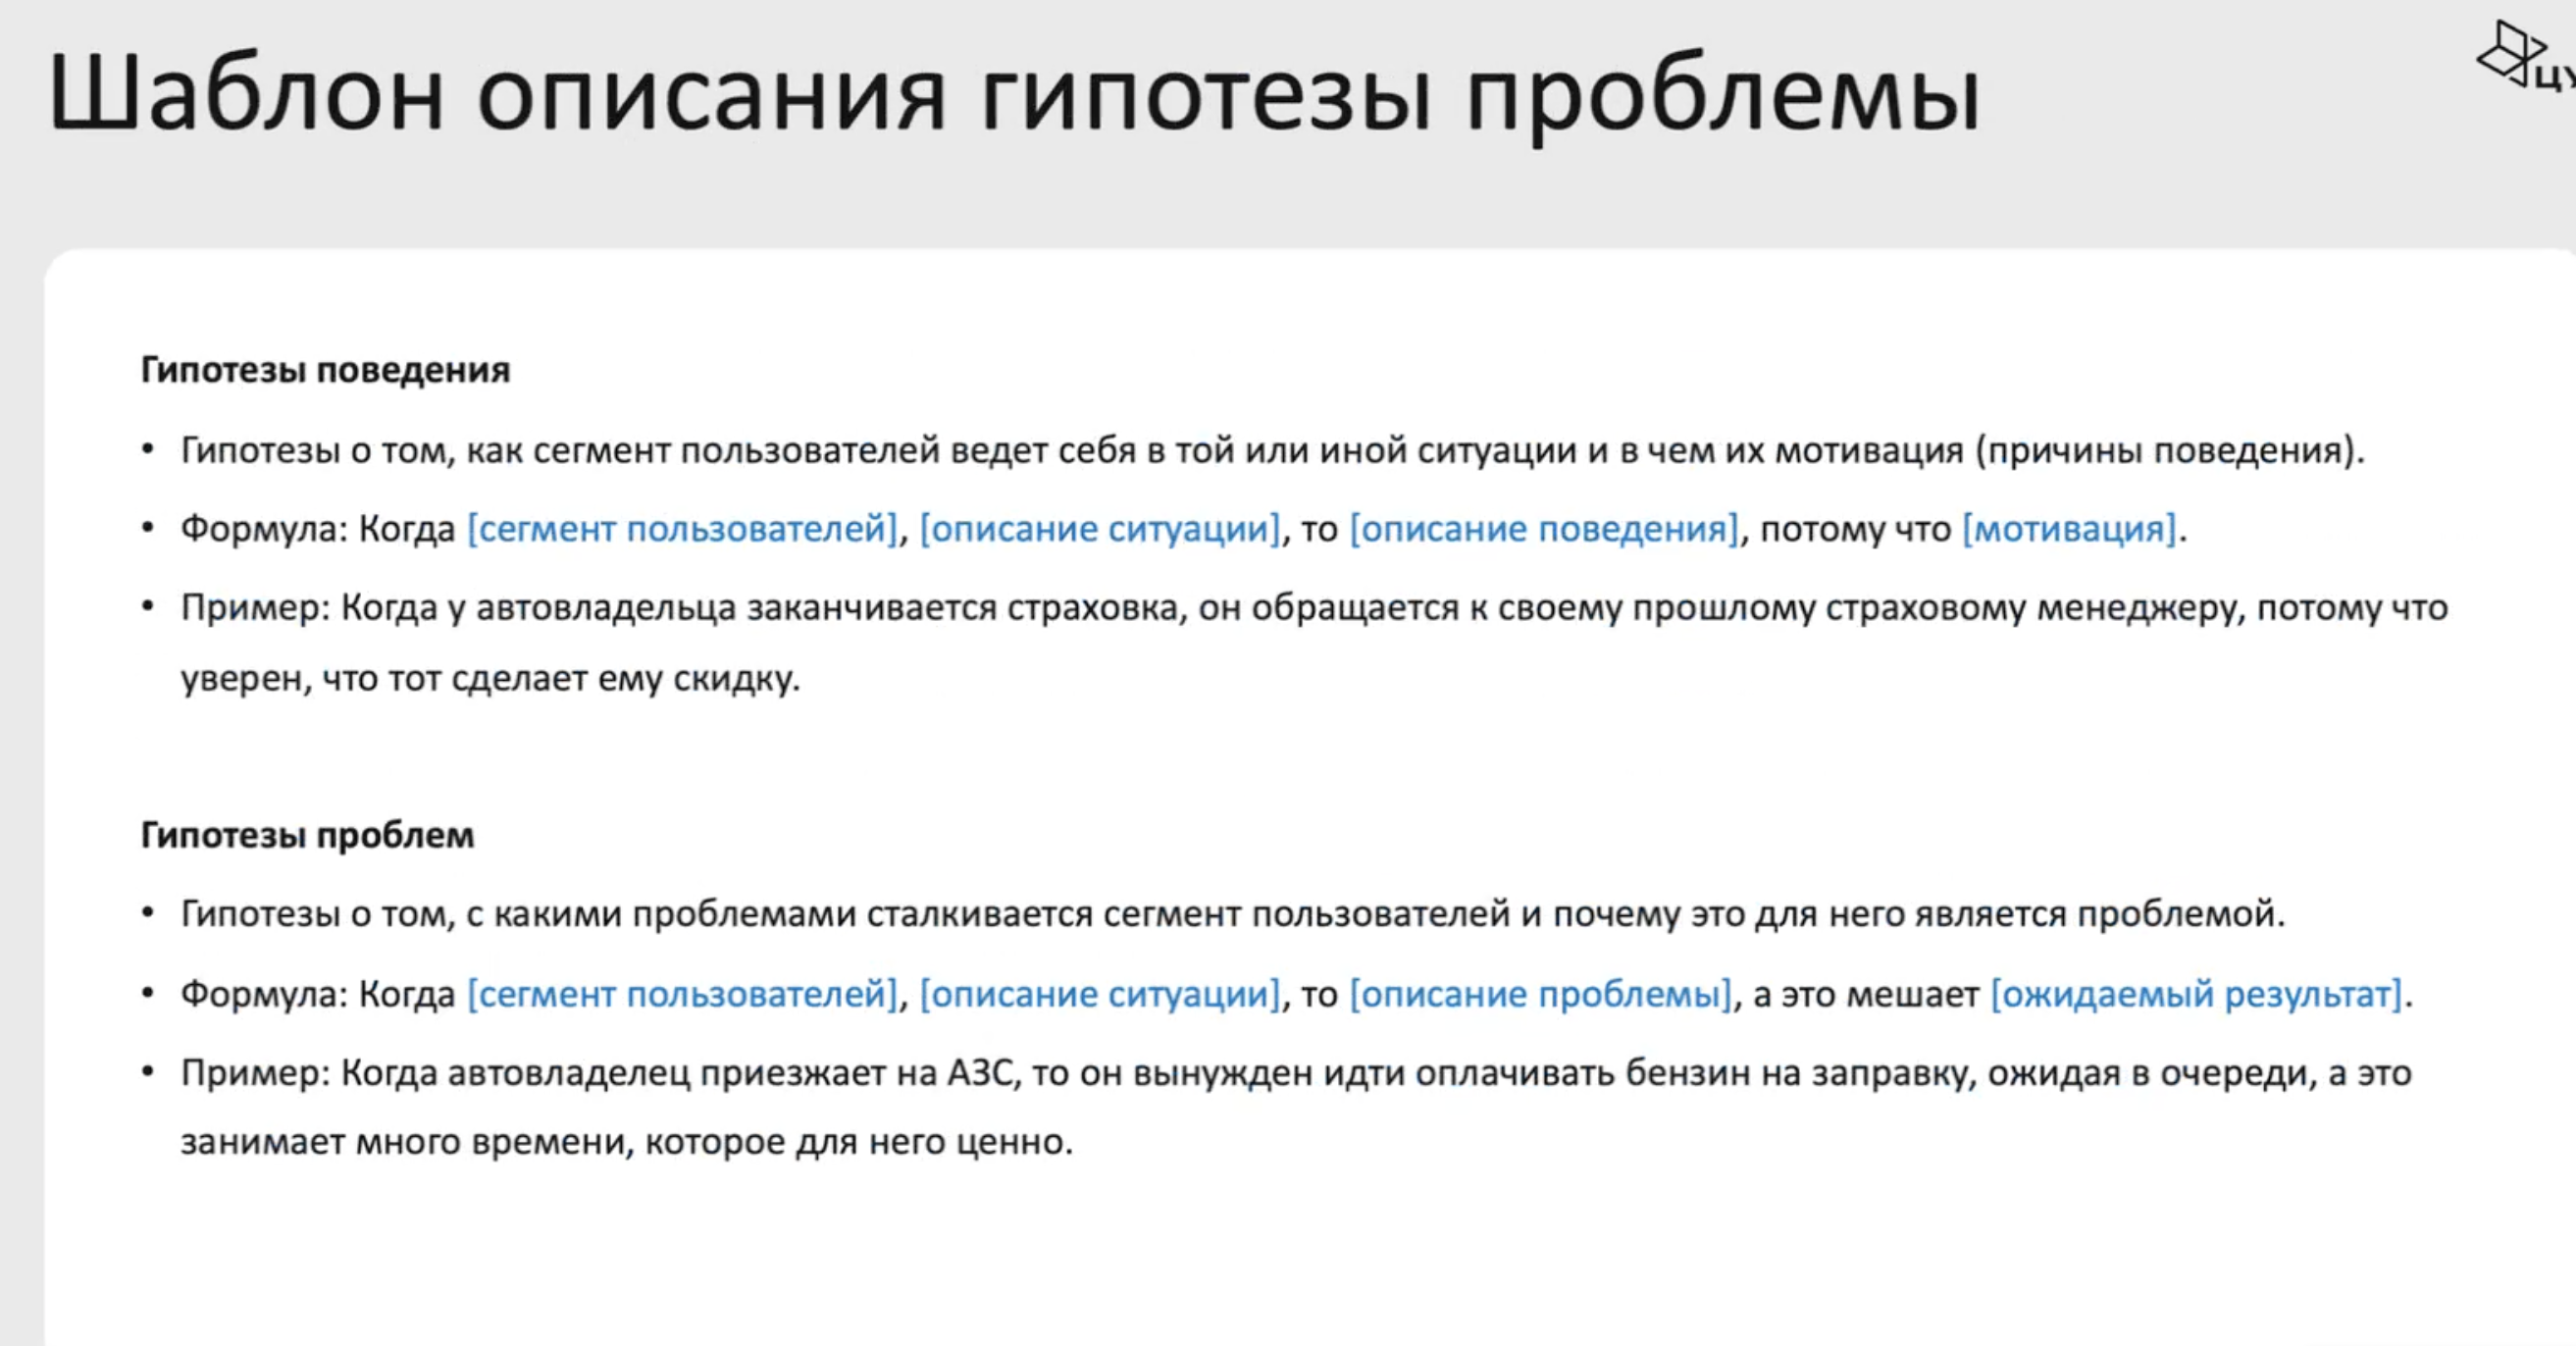 Шаблон описания гипотезы проблемы
ЦУ
Гипотезы поведения
• Гипотезы о том, как сегмент пользователей ведет себя в той или иной ситуации и в чем их мотивация (причины поведения).
• Формула: Когда [сегмент пользователей], [описание ситуации], то [описание поведения], потому что [мотивация].
• Пример: Когда у автовладельца заканчивается страховка, он обращается к своему прошлому страховому менеджеру, потому что
уверен, что тот сделает ему скидку.
Гипотезы проблем
• Гипотезы о том, с какими проблемами сталкивается сегмент пользователей и почему это для него является проблемой.
• Формула: Когда [сегмент пользователей], [описание ситуации], то [описание проблемы], а это мешает [ожидаемый результат].
• Пример: Когда автовладелец приезжает на АЗС, то он вынужден идти оплачивать бензин на заправку, ожидая в очереди, а это
занимает много времени, которое для него ценно.